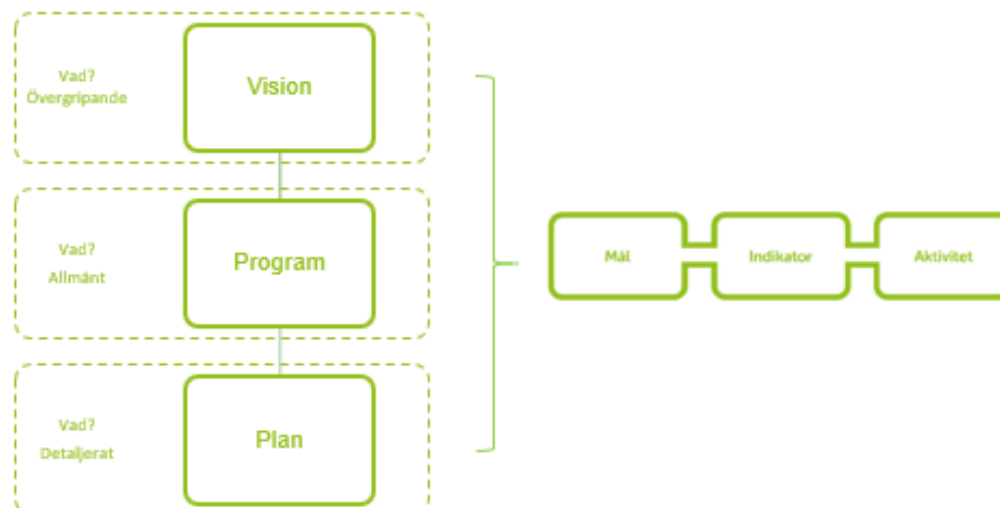 Vad?
Övergripande
Vision
Vad?
Allmänt
Program
Vad?
Detaljerat
Plan
Mål
Indikator
Aktivitet